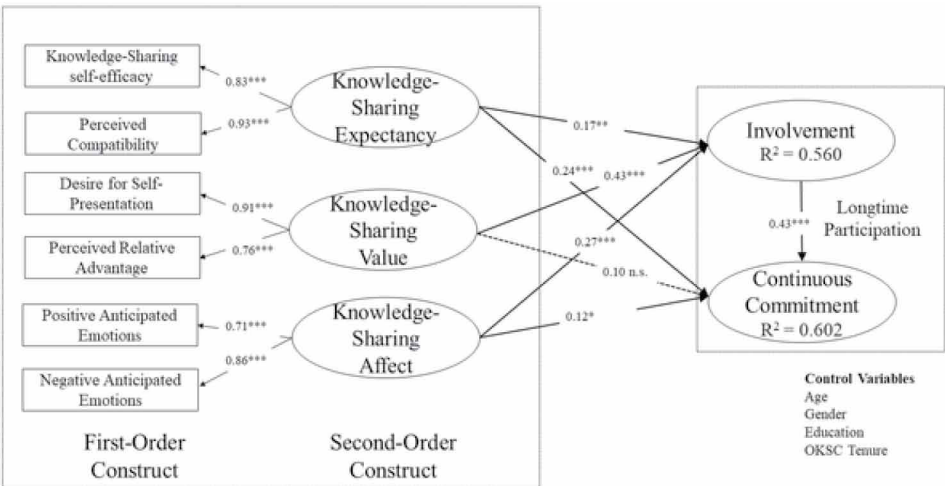 Knowledge-Sharing
self-efficacy
0.83***
Perceived
Compatibility
0.93***
Knowledge-
Sharing
Expectancy
Desire for Self-
Presentation
0.91***
Perceived Relative
Advantage
0.76***
Knowledge-
Sharing
Value
Positive Anticipated
Emotions
0.71***
Negative Anticipated
Emotions
0.86***
Knowledge-
Sharing
Affect
First-Order
Construct
Second-Order
Construct
0.17**
0.24***
0.43***
0.27***
0.10 n.s.
0.12*
Involvement
R² = 0.560
0.43***
Longtime
Participation
Continuous
Commitment
R² = 0.602
Control Variables
Age
Gender
Education
OKSC Tenure